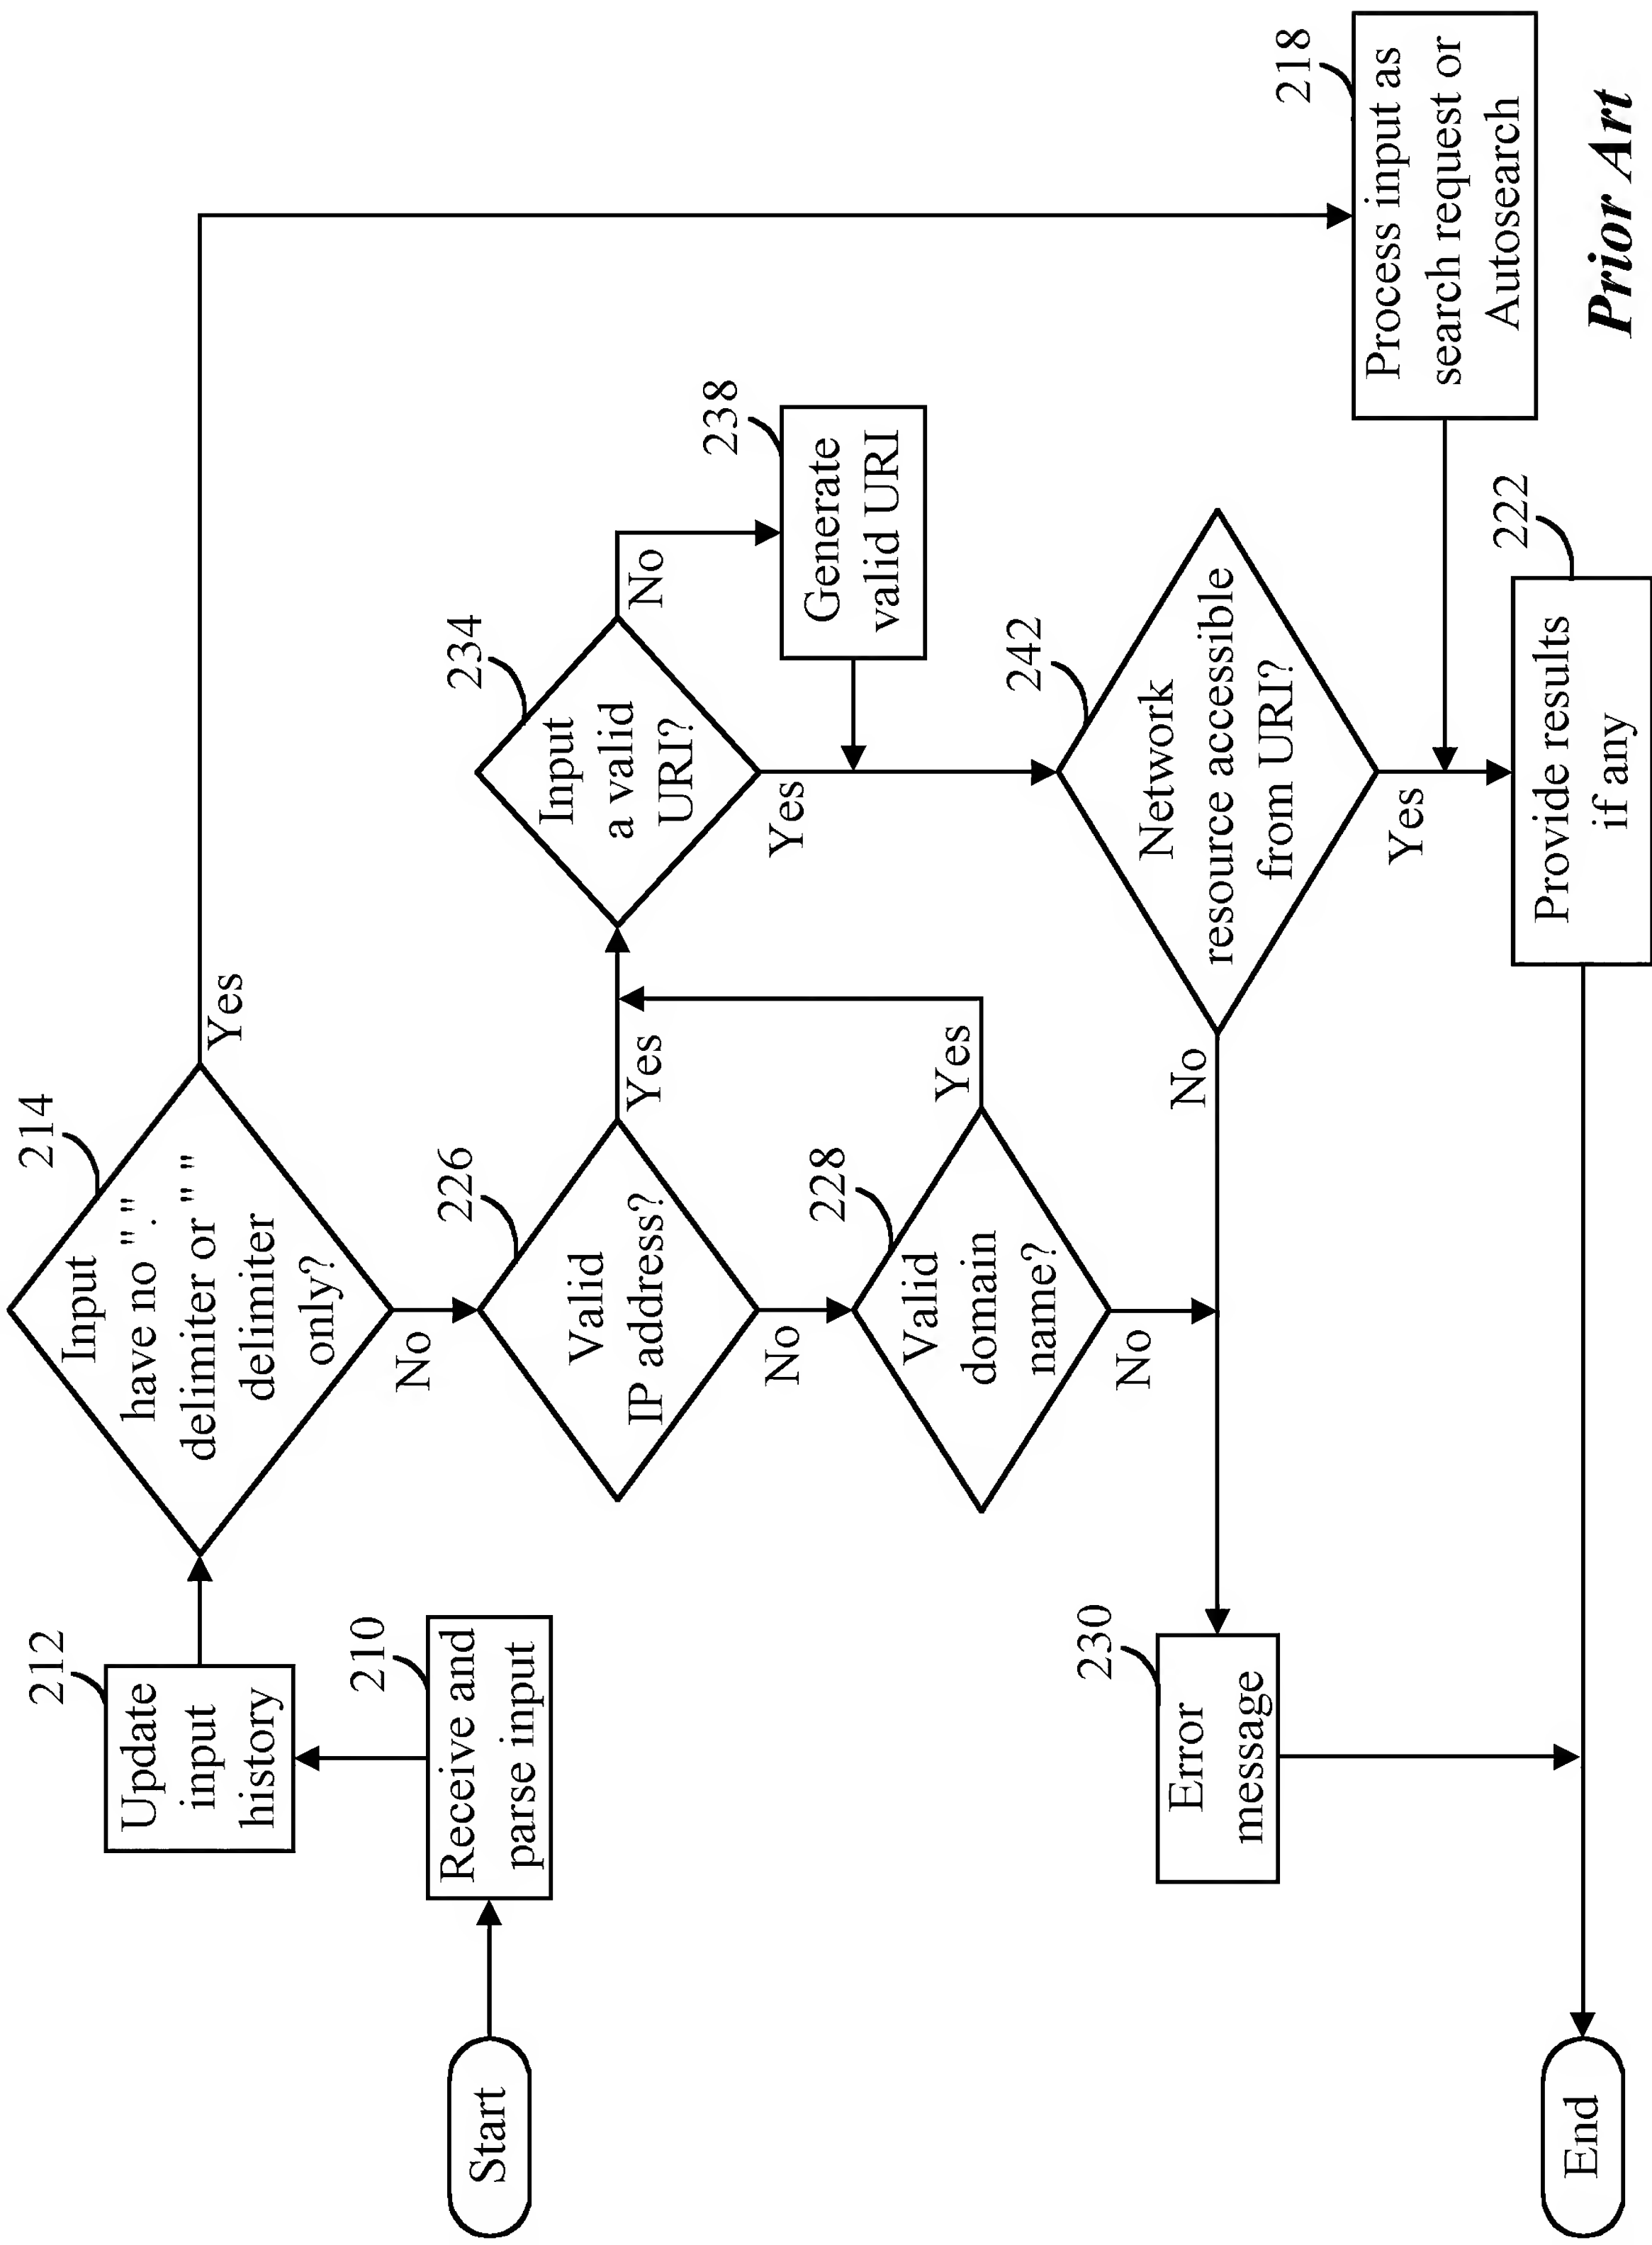 Start
210
Receive and
parse input
212
Update
input
history
214
Input
have no "."
delimiter or " "
delimiter
only?
Yes
No
226
Valid
IP address?
Yes
No
228
Valid
domain
name?
Yes
No
234
Input
a valid
URI?
No
Yes
238
Generate
valid URI
242
Network
resource accessible
from URI?
No
Yes
230
Error
message
218
Process input as
search request or
Autosearch
222
Provide results
if any
End
Prior Art